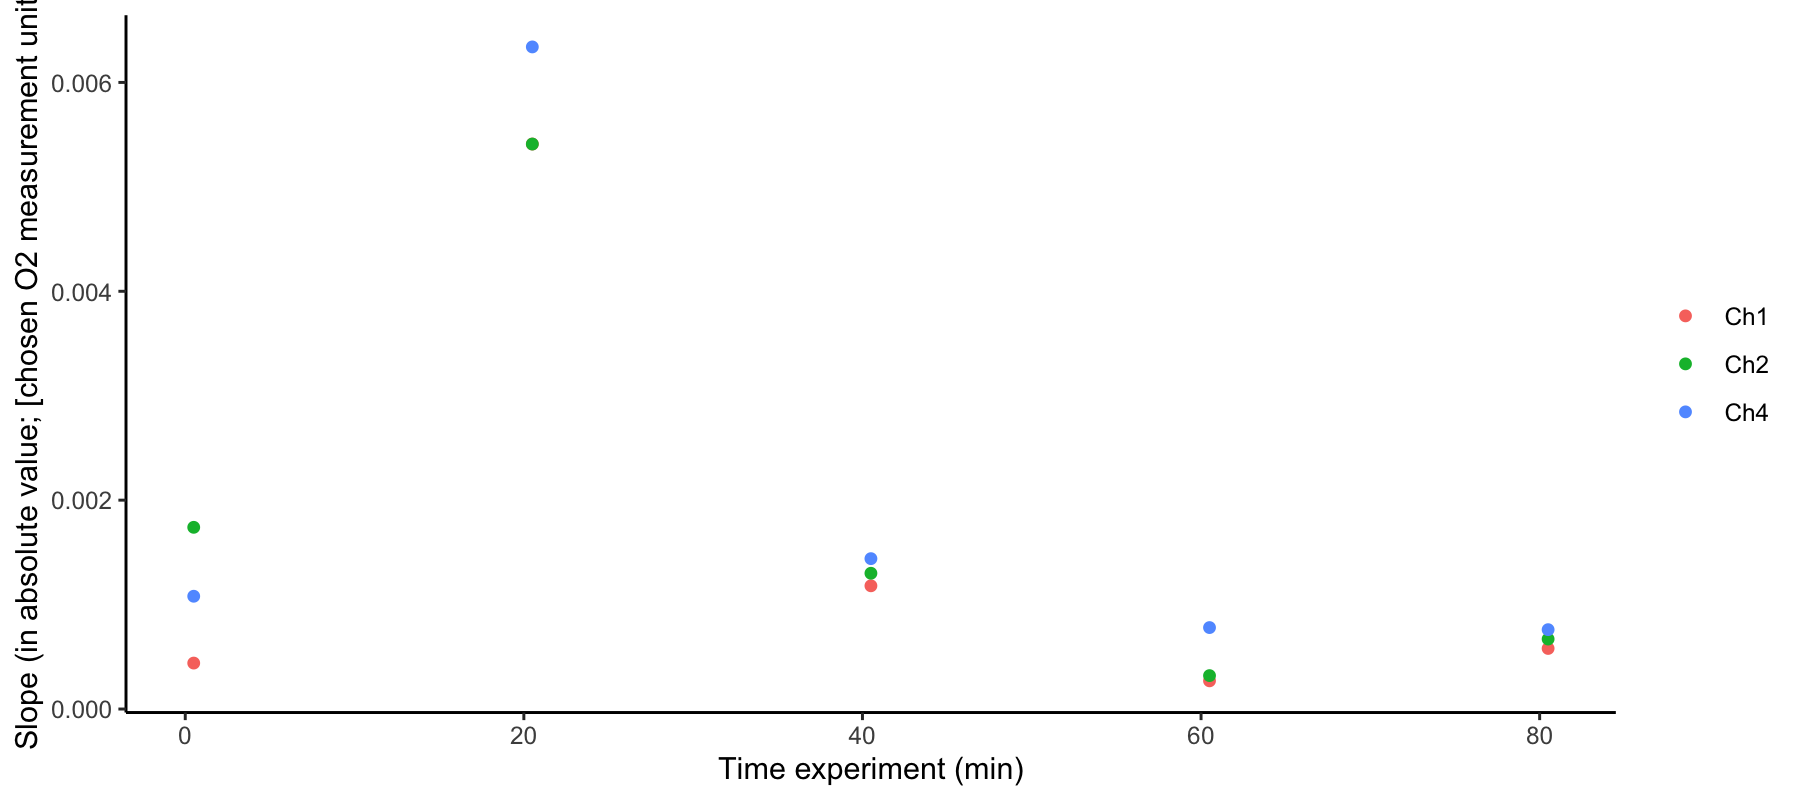 Slope (in absolute value; [chosen O2 measurement unit
0.006
0.004
0.002
0.000
0
20
40
60
80
Time experiment (min)
Ch1
Ch2
Ch4